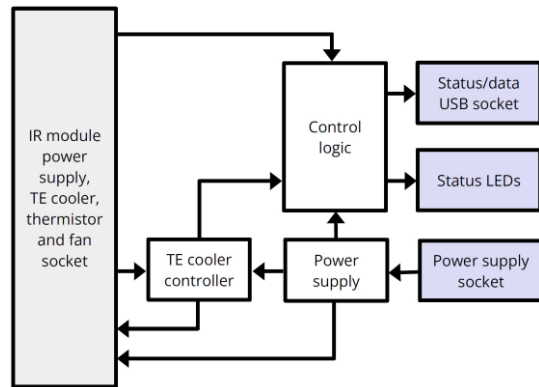 Status/data
USB socket
Control
logic
IR module
power
supply,
TE cooler,
thermistor
and fan
socket
Status LEDs
TE cooler
controller
Power
supply
Power supply
socket